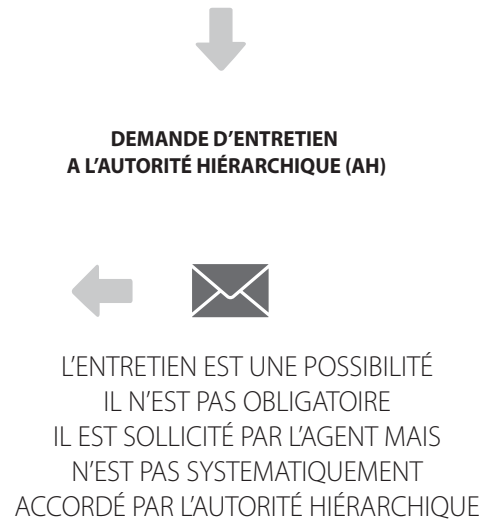 DEMANDE D’ENTRETIEN
A L’AUTORITÉ HIÉRARCHIQUE (AH)
L’ENTRETIEN EST UNE POSSIBILITÉ
IL N’EST PAS OBLIGATOIRE
IL EST SOLLICITÉ PAR L’AGENT MAIS
N’EST PAS SYSTEMATIQUEMENT
ACCORDÉ PAR L’AUTORITÉ HIÉRARCHIQUE